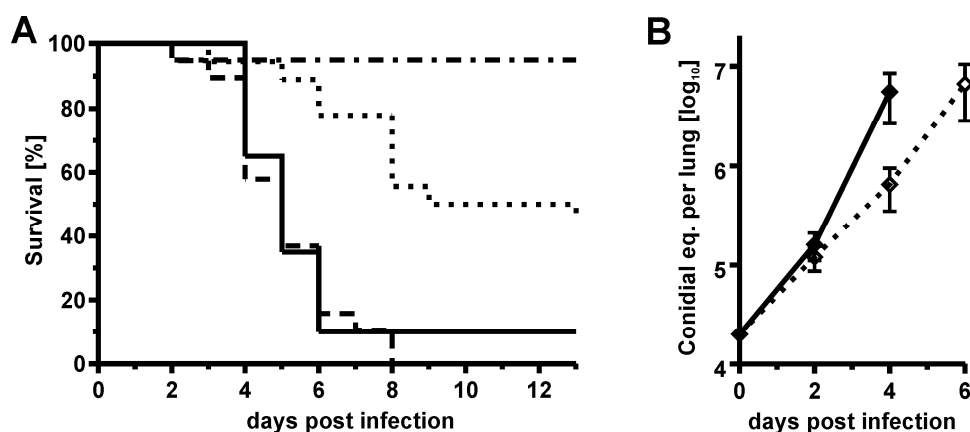 A
Survival [%]
100
80
60
40
20
0
0 2 4 6 8 10 12
days post infection
B
Conidial eq. per lung [log10]
7
6
5
4
0 2 4 6
days post infection